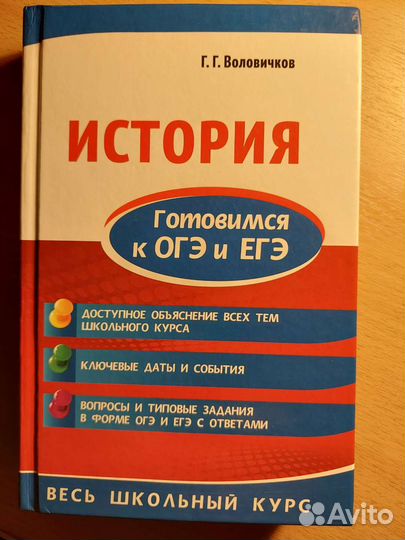 Г. Г. Воловичков
ИСТОРИЯ
Готовимся
к ОГЭ и ЕГЭ
ДОСТУПНОЕ ОБЪЯСНЕНИЕ ВСЕХ ТЕМ
ШКОЛЬНОГО КУРСА
КЛЮЧЕВЫЕ ДАТЫ И СОБЫТИЯ
ВОПРОСЫ И ТИПОВЫЕ ЗАДАНИЯ
В ФОРМЕ ОГЭ И ЕГЭ С ОТВЕТАМИ
ВЕСЬ ШКОЛЬНЫЙ КУРС
Avito